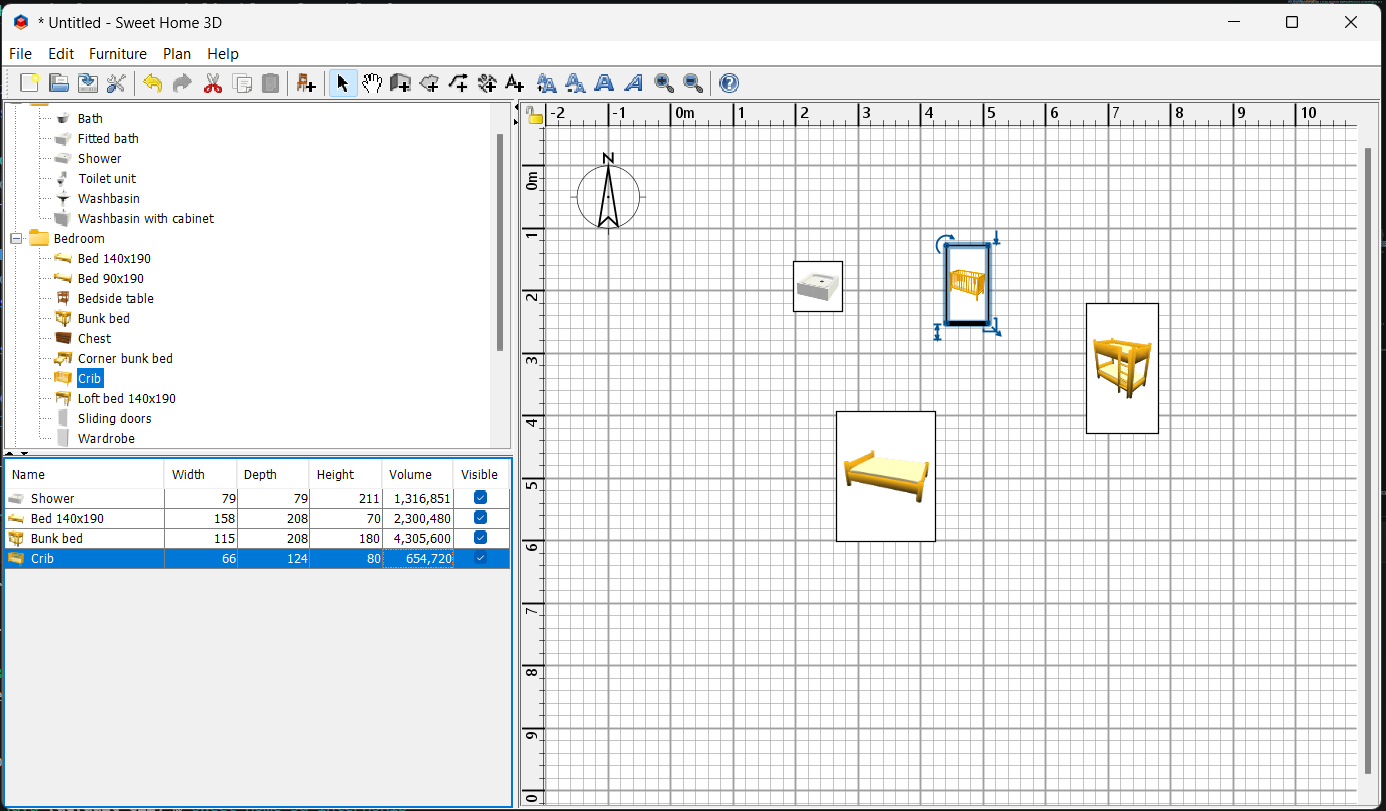 * Untitled - Sweet Home 3D
File Edit Furniture Plan Help
Bath
Fitted bath
Shower
Toilet unit
Washbasin
Washbasin with cabinet
Bedroom
Bed 140x190
Bed 90x190
Bedside table
Bunk bed
Chest
Corner bunk bed
Crib
Loft bed 140x190
Sliding doors
Wardrobe
Name Width Depth Height Volume Visible
Shower 79 79 211 1,316,851
Bed 140x190 158 208 70 2,300,480
Bunk bed 115 208 180 4,305,600
Crib 66 124 80 654,720
-2 -1 0m 1 2 3 4 5 6 7 8 9 10
0m
1
2
3
4
5
6
7
8
9
0
N